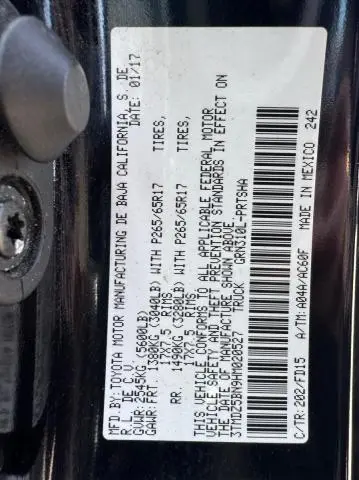 MFD.BY:TOYOTA MOTOR MANUFACTURING DE BAJA CALIFORNIA, S. DE
R.L. DE C.V. DATE: 01/17
GVWR: 2545KG (5600LB)
GAWR:FRT. 1380KG (3040LB) WITH P265/65R17 TIRES,
17X7.5 RIMS
RR. 1490KG (3280LB) WITH P265/65R17 TIRES,
17X7.5 RIMS
THIS VEHICLE CONFORMS TO ALL APPLICABLE FEDERAL MOTOR
VEHICLE SAFETY AND THEFT PREVENTION STANDARDS IN EFFECT ON
DATE OF MANUFACTURE SHOWN ABOVE.
3TMDZ5BN9HM020527 TRUCK GRN310L-PRTSHA
C/TR: 202/FD15 A/TM: A04A/AC60F MADE IN MEXICO 242